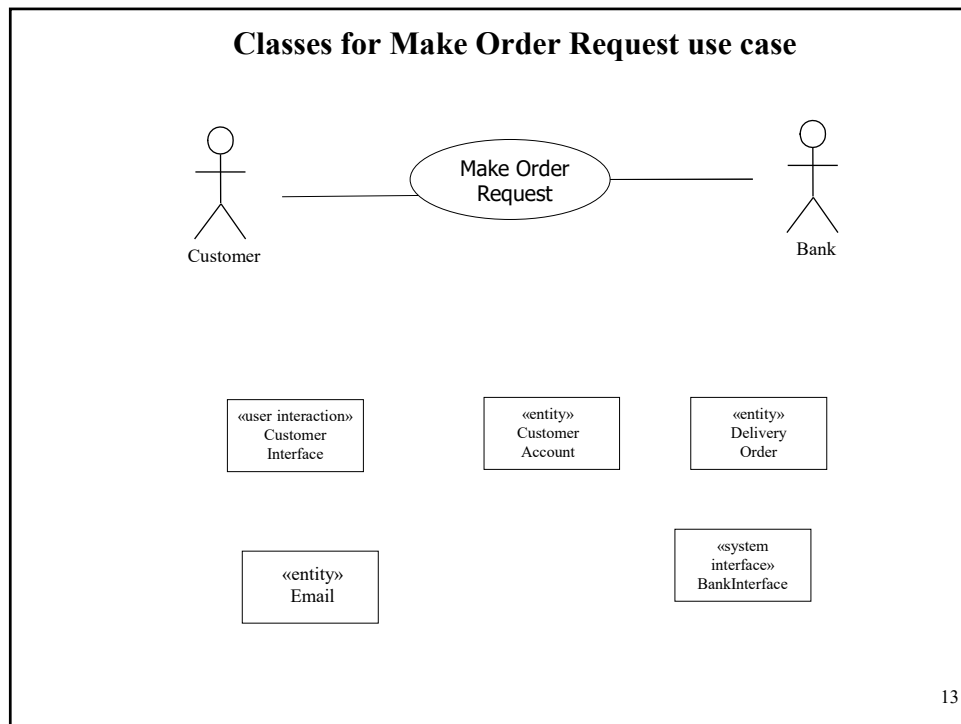 Classes for Make Order Request use case
Make Order
Request
Customer
Bank
«user interaction»
Customer
Interface
«entity»
Customer
Account
«entity»
Delivery
Order
«entity»
Email
«system
interface»
BankInterface
13